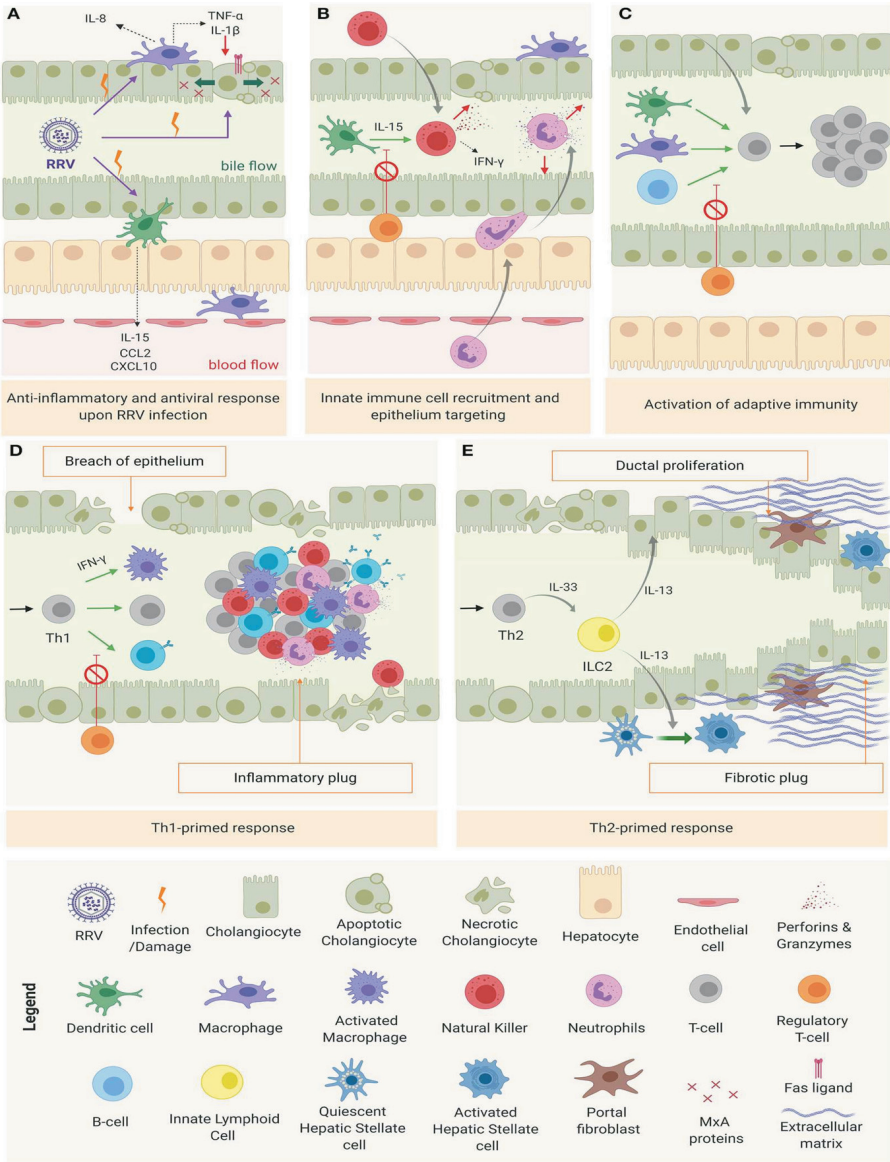 A
IL-8
TNF-α
IL-1β
RRV
bile flow
IL-15
CCL2
CXCL10
blood flow
Anti-inflammatory and antiviral response
upon RRV infection
B
IL-15
IFN-γ
Innate immune cell recruitment and
epithelium targeting
C
Activation of adaptive immunity
D
Breach of epithelium
IFN-γ
Th1
Inflammatory plug
Th1-primed response
E
Ductal proliferation
IL-33
IL-13
Th2
ILC2
IL-13
Fibrotic plug
Th2-primed response
Legend
RRV
Infection
/Damage
Cholangiocyte
Apoptotic
Cholangiocyte
Necrotic
Cholangiocyte
Hepatocyte
Endothelial
cell
Perforins &
Granzymes
Dendritic cell
Macrophage
Activated
Macrophage
Natural Killer
Neutrophils
T-cell
Regulatory
T-cell
B-cell
Innate Lymphoid
Cell
Quiescent
Hepatic Stellate
cell
Activated
Hepatic Stellate
cell
Portal
fibroblast
MxA
proteins
Fas ligand
Extracellular
matrix